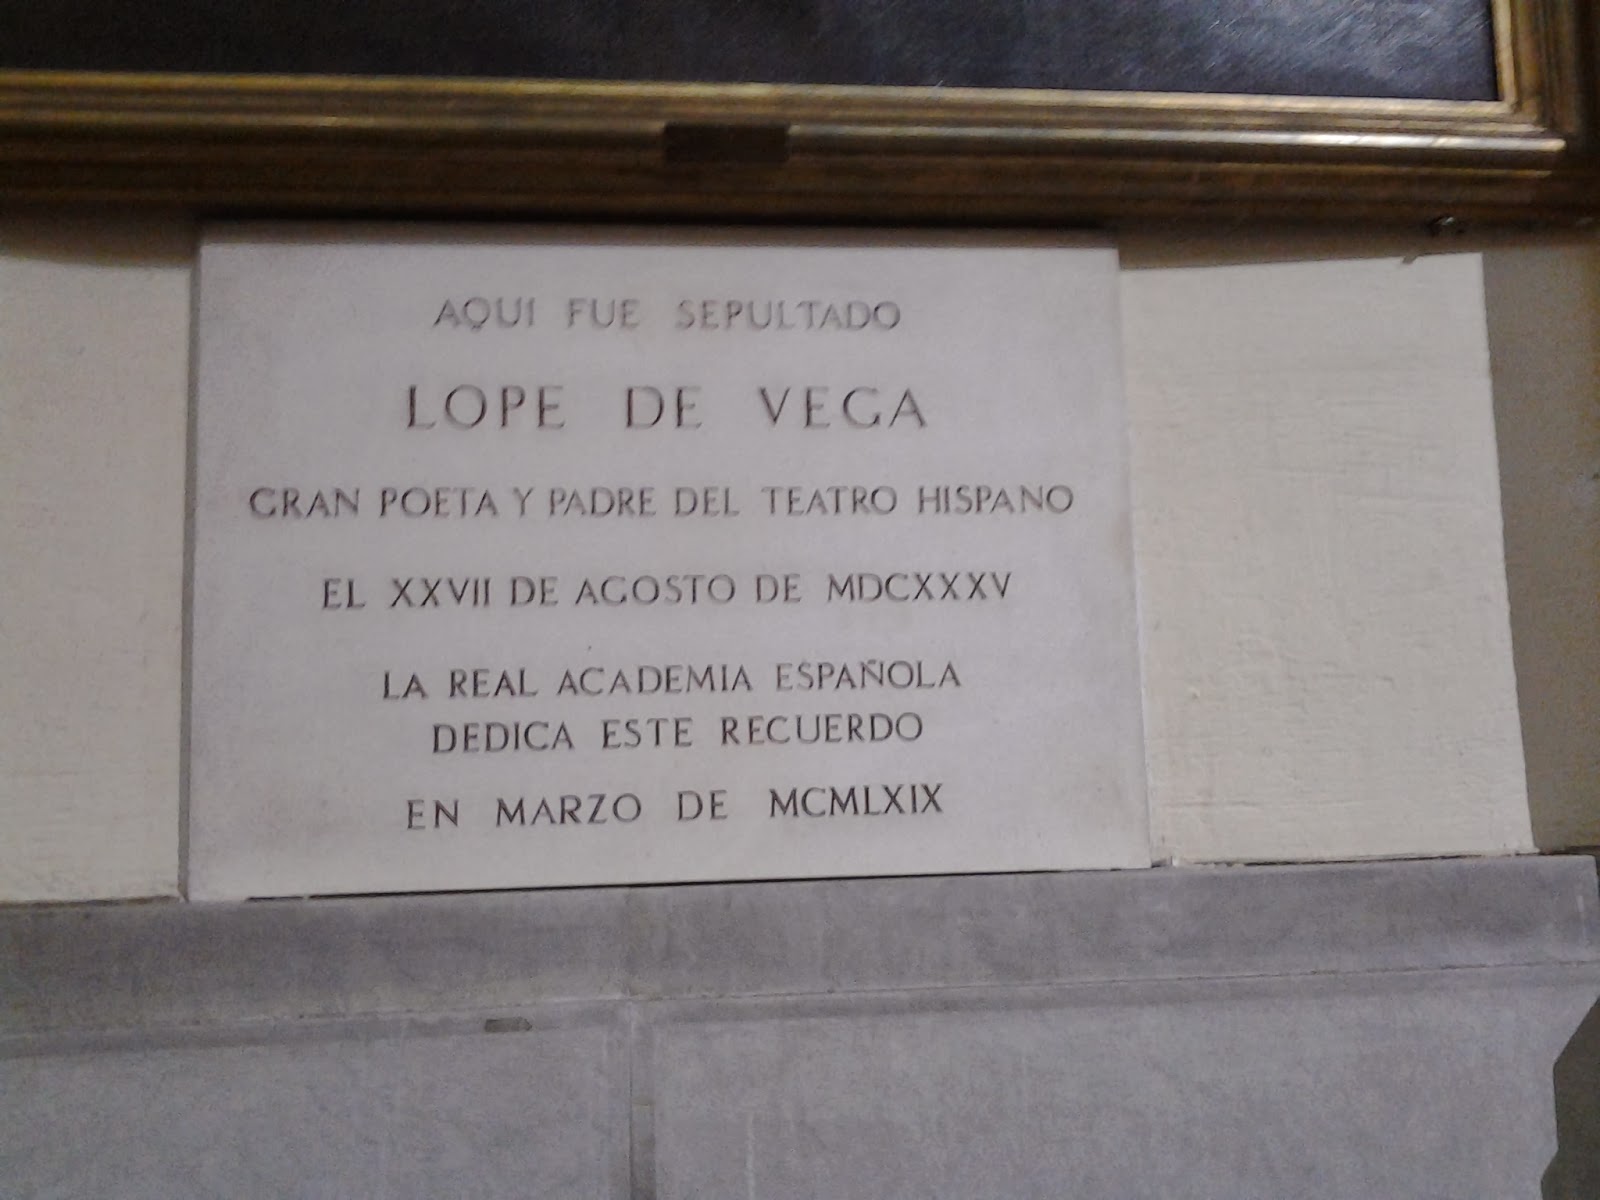 AQUI FUE SEPULTADO
LOPE DE VEGA
GRAN POETA Y PADRE DEL TEATRO HISPANO
EL XXVII DE AGOSTO DE MDCXXXV
LA REAL ACADEMIA ESPAÑOLA
DEDICA ESTE RECUERDO
EN MARZO DE MCMLXIX